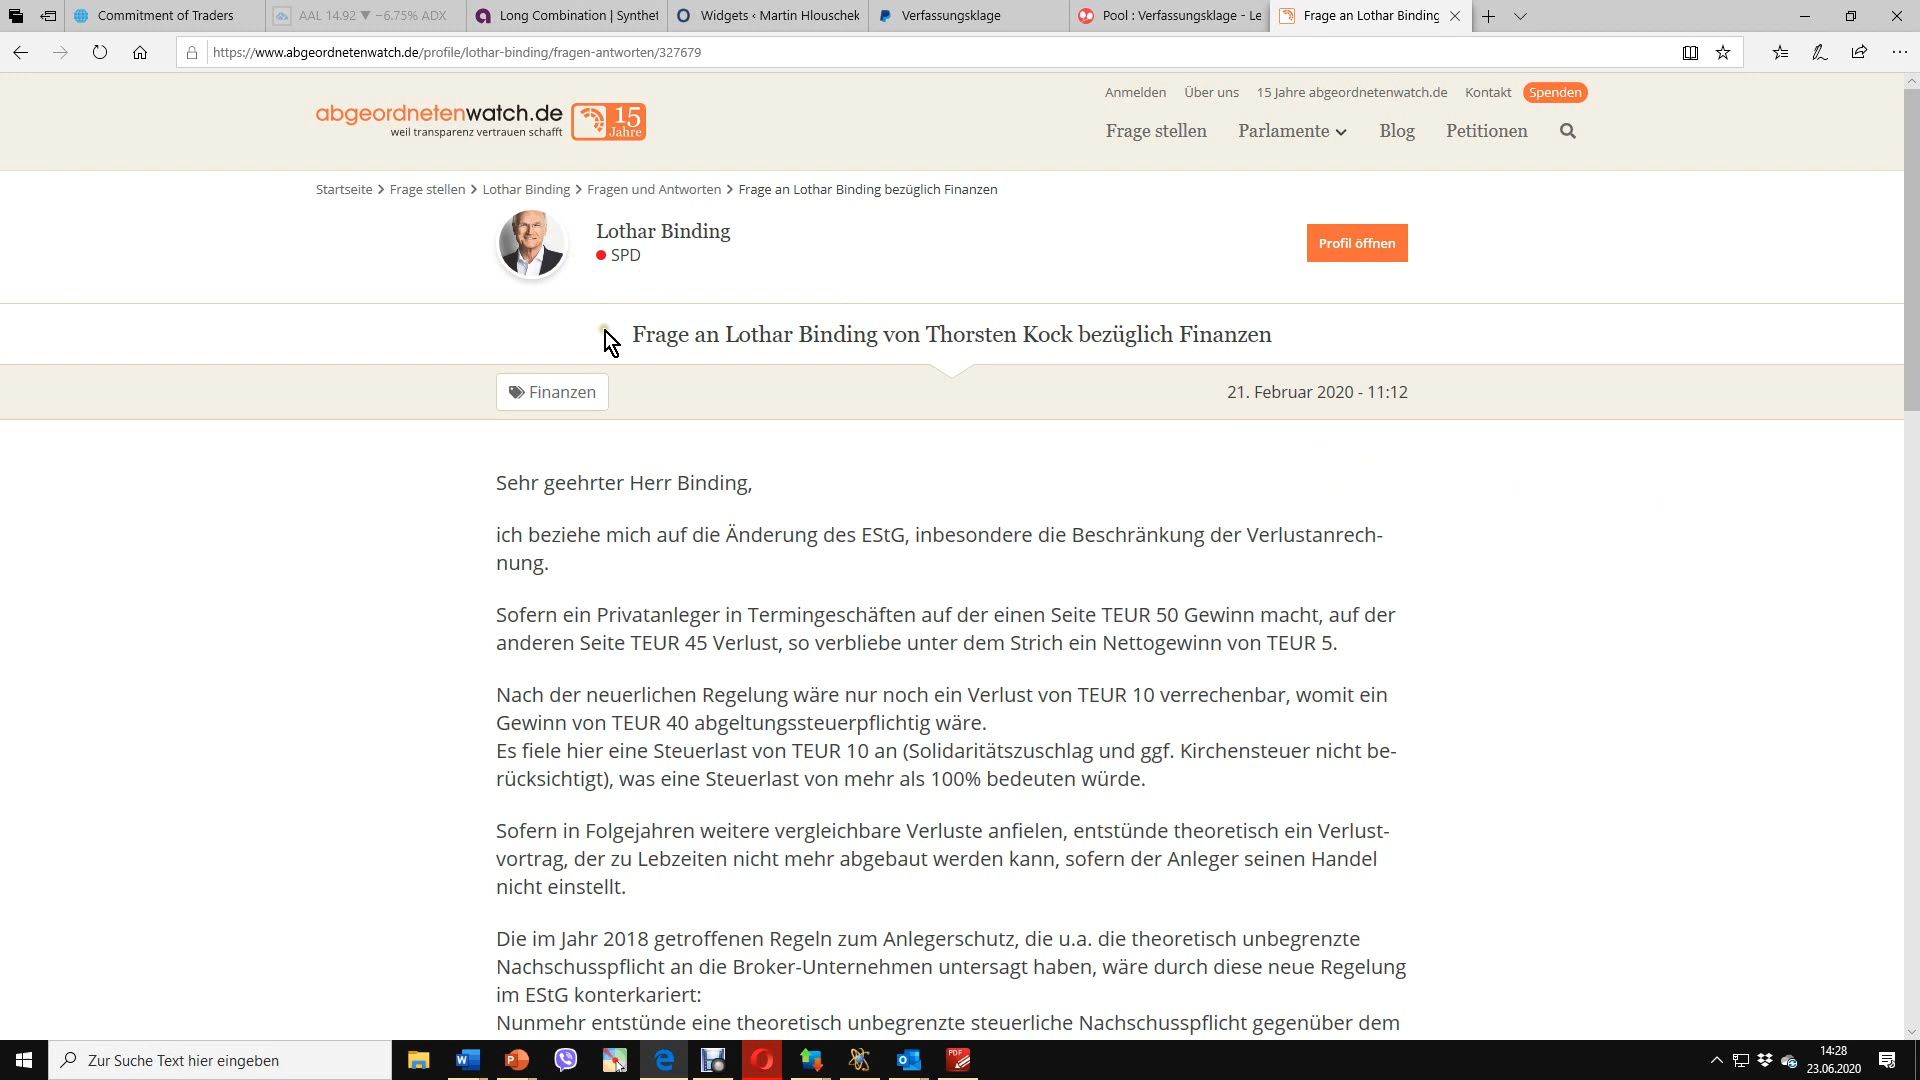 Commitment of Traders
AAL 14.92 ▼ −6.75% ADX
Long Combination | Synthet
Widgets ‹ Martin Hlouschek
Verfassungsklage
Pool : Verfassungsklage - Le
Frage an Lothar Binding
https://www.abgeordnetenwatch.de/profile/lothar-binding/fragen-antworten/327679
Anmelden Über uns 15 Jahre abgeordnetenwatch.de Kontakt Spenden
abgeordnetenwatch.de
weil transparenz vertrauen schafft
15
Jahre
Frage stellen Parlamente Blog Petitionen
Startseite > Frage stellen > Lothar Binding > Fragen und Antworten > Frage an Lothar Binding bezüglich Finanzen
Lothar Binding
SPD
Profil öffnen
Frage an Lothar Binding von Thorsten Kock bezüglich Finanzen
Finanzen
21. Februar 2020 - 11:12
Sehr geehrter Herr Binding,
ich beziehe mich auf die Änderung des EStG, inbesondere die Beschränkung der Verlustanrech-
nung.
Sofern ein Privatanleger in Termingeschäften auf der einen Seite TEUR 50 Gewinn macht, auf der
anderen Seite TEUR 45 Verlust, so verbliebe unter dem Strich ein Nettogewinn von TEUR 5.
Nach der neuerlichen Regelung wäre nur noch ein Verlust von TEUR 10 verrechenbar, womit ein
Gewinn von TEUR 40 abgeltungssteuerpflichtig wäre.
Es fiele hier eine Steuerlast von TEUR 10 an (Solidaritätszuschlag und ggf. Kirchensteuer nicht be-
rücksichtigt), was eine Steuerlast von mehr als 100% bedeuten würde.
Sofern in Folgejahren weitere vergleichbare Verluste anfielen, entstünde theoretisch ein Verlust-
vortrag, der zu Lebzeiten nicht mehr abgebaut werden kann, sofern der Anleger seinen Handel
nicht einstellt.
Die im Jahr 2018 getroffenen Regeln zum Anlegerschutz, die u.a. die theoretisch unbegrenzte
Nachschusspflicht an die Broker-Unternehmen untersagt haben, wäre durch diese neue Regelung
im EStG konterkariert:
Nunmehr entstünde eine theoretisch unbegrenzte steuerliche Nachschusspflicht gegenüber dem
Zur Suche Text hier eingeben
14:28
23.06.2020